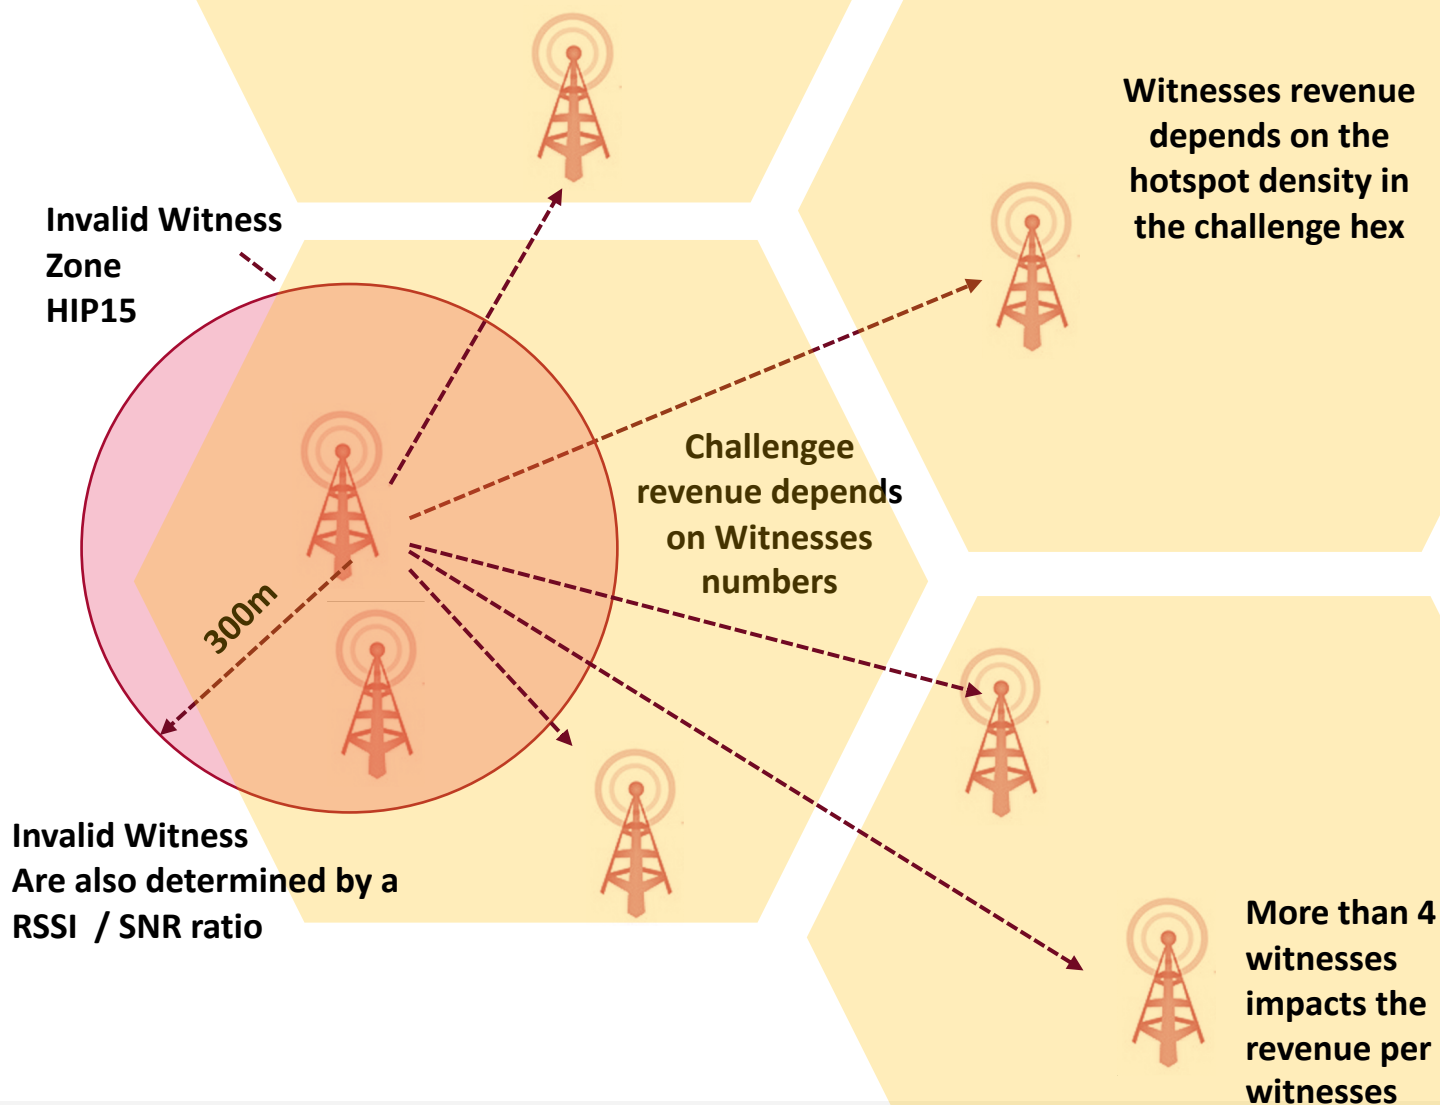 Witnesses revenue
depends on the
hotspot density in
the challenge hex
Invalid Witness
Zone
HIP15
Challengee
revenue depends
on Witnesses
numbers
300m
Invalid Witness
Are also determined by a
RSSI / SNR ratio
More than 4
witnesses
impacts the
revenue per
witnesses